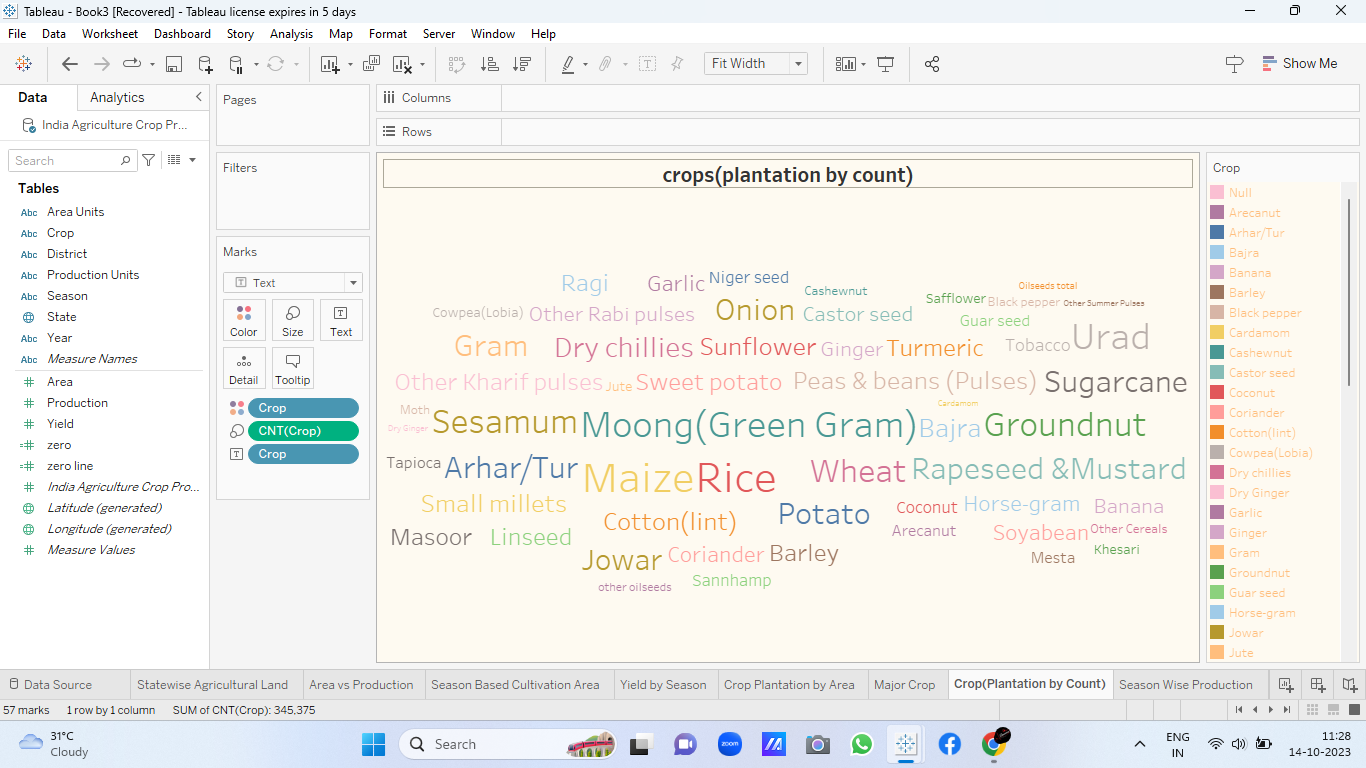 Tableau - Book3 [Recovered] - Tableau license expires in 5 days
File Data Worksheet Dashboard Story Analysis Map Format Server Window Help
Fit Width
Show Me
Data Analytics
India Agriculture Crop Pr...
Search
Tables
Abc Area Units
Abc Crop
Abc District
Abc Production Units
Abc Season
State
Abc Year
Abc Measure Names
Area
Production
Yield
zero
zero line
India Agriculture Crop Pro...
Latitude (generated)
Longitude (generated)
Measure Values
Pages
Filters
Marks
Text
Color Size Text
Detail Tooltip
Crop
CNT(Crop)
Crop
Columns
Rows
crops(plantation by count)
Ragi Garlic Niger seed Cashewnut Oilseeds total
Cowpea(Lobia) Other Rabi pulses Onion Castor seed Safflower Black pepper Other Summer Pulses
Guar seed
Gram Dry chillies Sunflower Ginger Turmeric Tobacco Urad
Other Kharif pulses Jute Sweet potato Peas & beans (Pulses) Sugarcane
Moth Cardamom
Dry Ginger Sesamum Moong(Green Gram) Bajra Groundnut
Tapioca Arhar/Tur Maize Rice Wheat Rapeseed &Mustard
Small millets Cotton(lint) Potato Coconut Horse-gram Banana
Masoor Linseed Arecanut Soyabean Other Cereals
Jowar Coriander Barley Mesta Khesari
other oilseeds Sannhamp
Crop
Null
Arecanut
Arhar/Tur
Bajra
Banana
Barley
Black pepper
Cardamom
Cashewnut
Castor seed
Coconut
Coriander
Cotton(lint)
Cowpea(Lobia)
Dry chillies
Dry Ginger
Garlic
Ginger
Gram
Groundnut
Guar seed
Horse-gram
Jowar
Jute
Data Source Statewise Agricultural Land Area vs Production Season Based Cultivation Area Yield by Season Crop Plantation by Area Major Crop Crop(Plantation by Count) Season Wise Production
57 marks 1 row by 1 column SUM of CNT(Crop): 345,375
31°C
Cloudy
Search
zoom
ENG
IN
11:28
14-10-2023